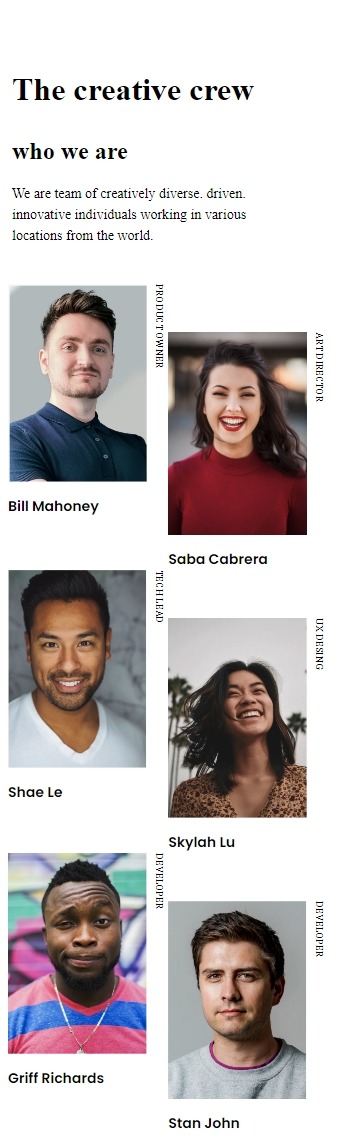 The creative crew
who we are
We are team of creatively diverse. driven.
innovative individuals working in various
locations from the world.
PRODUCT OWNER
Bill Mahoney
ART DIRECTOR
Saba Cabrera
TECH LEAD
Shae Le
UX DESING
Skylah Lu
DEVELOPER
Griff Richards
DEVELOPER
Stan John